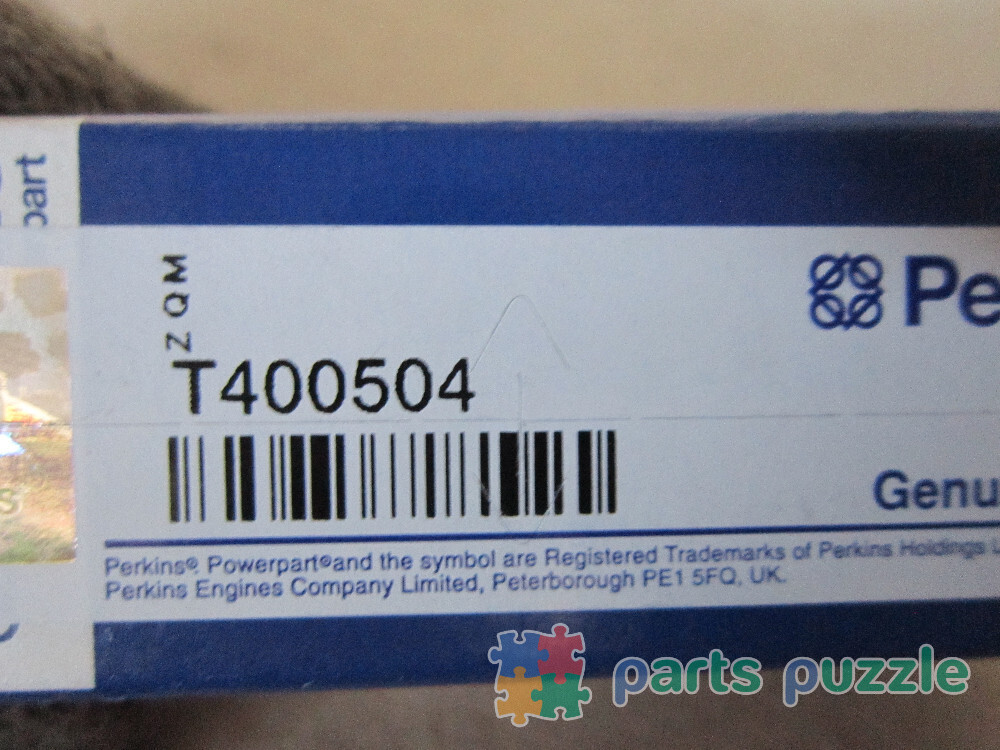 part
ZQM
T400504
Pe
Genu
Perkins® Powerpart®and the symbol are Registered Trademarks of Perkins Holdings
Perkins Engines Company Limited, Peterborough PE1 5FQ, UK.
parts puzzle